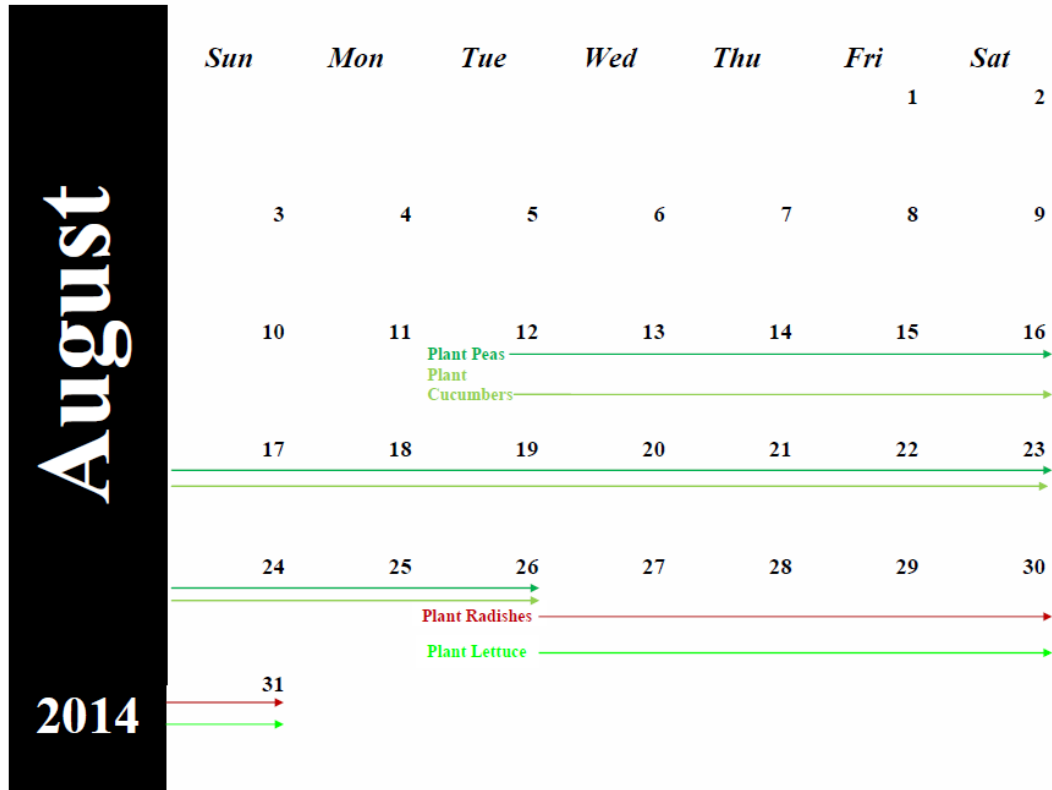 August
Sun Mon Tue Wed Thu Fri Sat
1 2
3 4 5 6 7 8 9
10 11 12 13 14 15 16
Plant Peas
Plant
Cucumbers
17 18 19 20 21 22 23
24 25 26 27 28 29 30
Plant Radishes
Plant Lettuce
31
2014